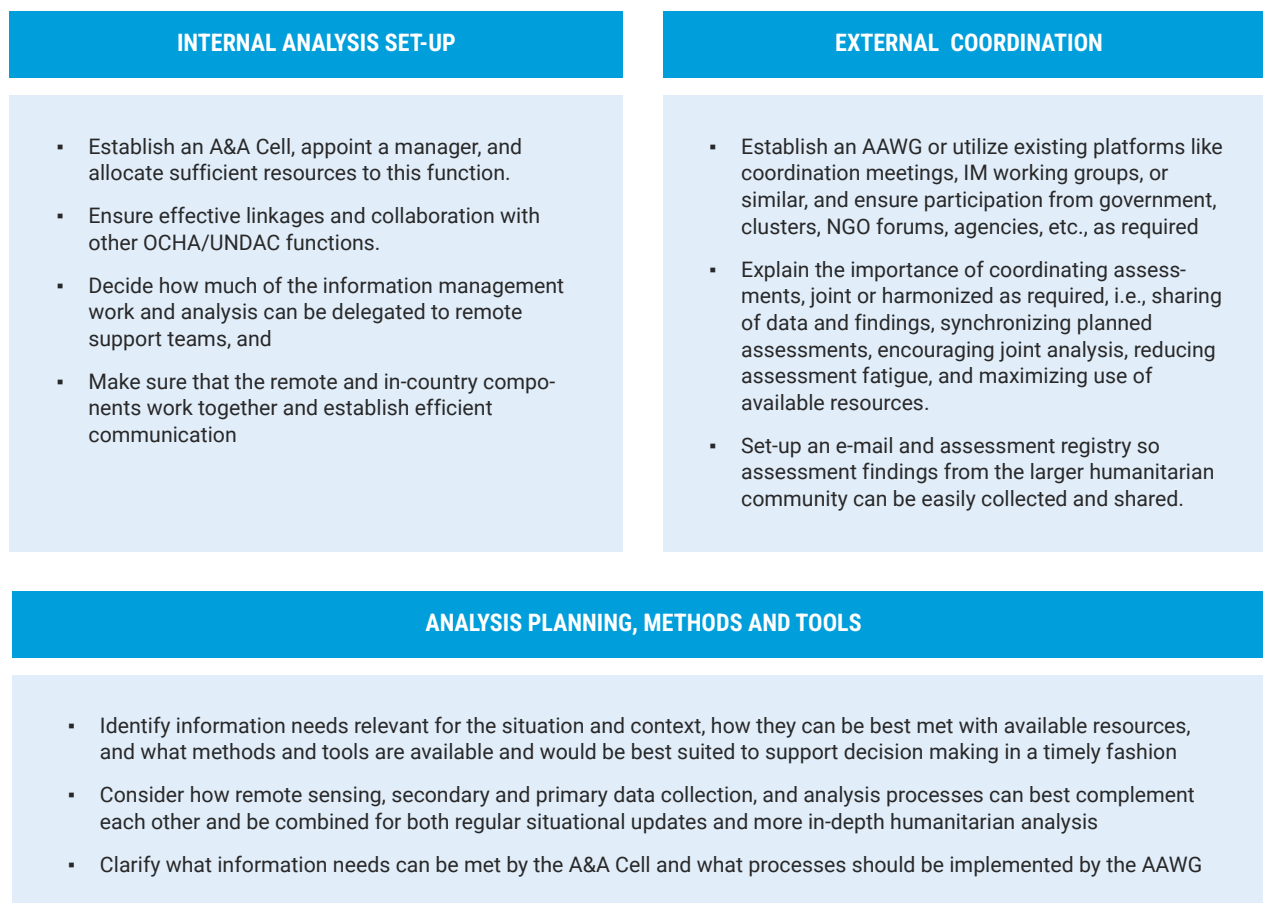 INTERNAL ANALYSIS SET-UP
▪ Establish an A&A Cell, appoint a manager, and
allocate sufficient resources to this function.
▪ Ensure effective linkages and collaboration with
other OCHA/UNDAC functions.
▪ Decide how much of the information management
work and analysis can be delegated to remote
support teams, and
▪ Make sure that the remote and in-country compo-
nents work together and establish efficient
communication
EXTERNAL COORDINATION
▪ Establish an AAWG or utilize existing platforms like
coordination meetings, IM working groups, or
similar, and ensure participation from government,
clusters, NGO forums, agencies, etc., as required
▪ Explain the importance of coordinating assess-
ments, joint or harmonized as required, i.e., sharing
of data and findings, synchronizing planned
assessments, encouraging joint analysis, reducing
assessment fatigue, and maximizing use of
available resources.
▪ Set-up an e-mail and assessment registry so
assessment findings from the larger humanitarian
community can be easily collected and shared.
ANALYSIS PLANNING, METHODS AND TOOLS
▪ Identify information needs relevant for the situation and context, how they can be best met with available resources,
and what methods and tools are available and would be best suited to support decision making in a timely fashion
▪ Consider how remote sensing, secondary and primary data collection, and analysis processes can best complement
each other and be combined for both regular situational updates and more in-depth humanitarian analysis
▪ Clarify what information needs can be met by the A&A Cell and what processes should be implemented by the AAWG